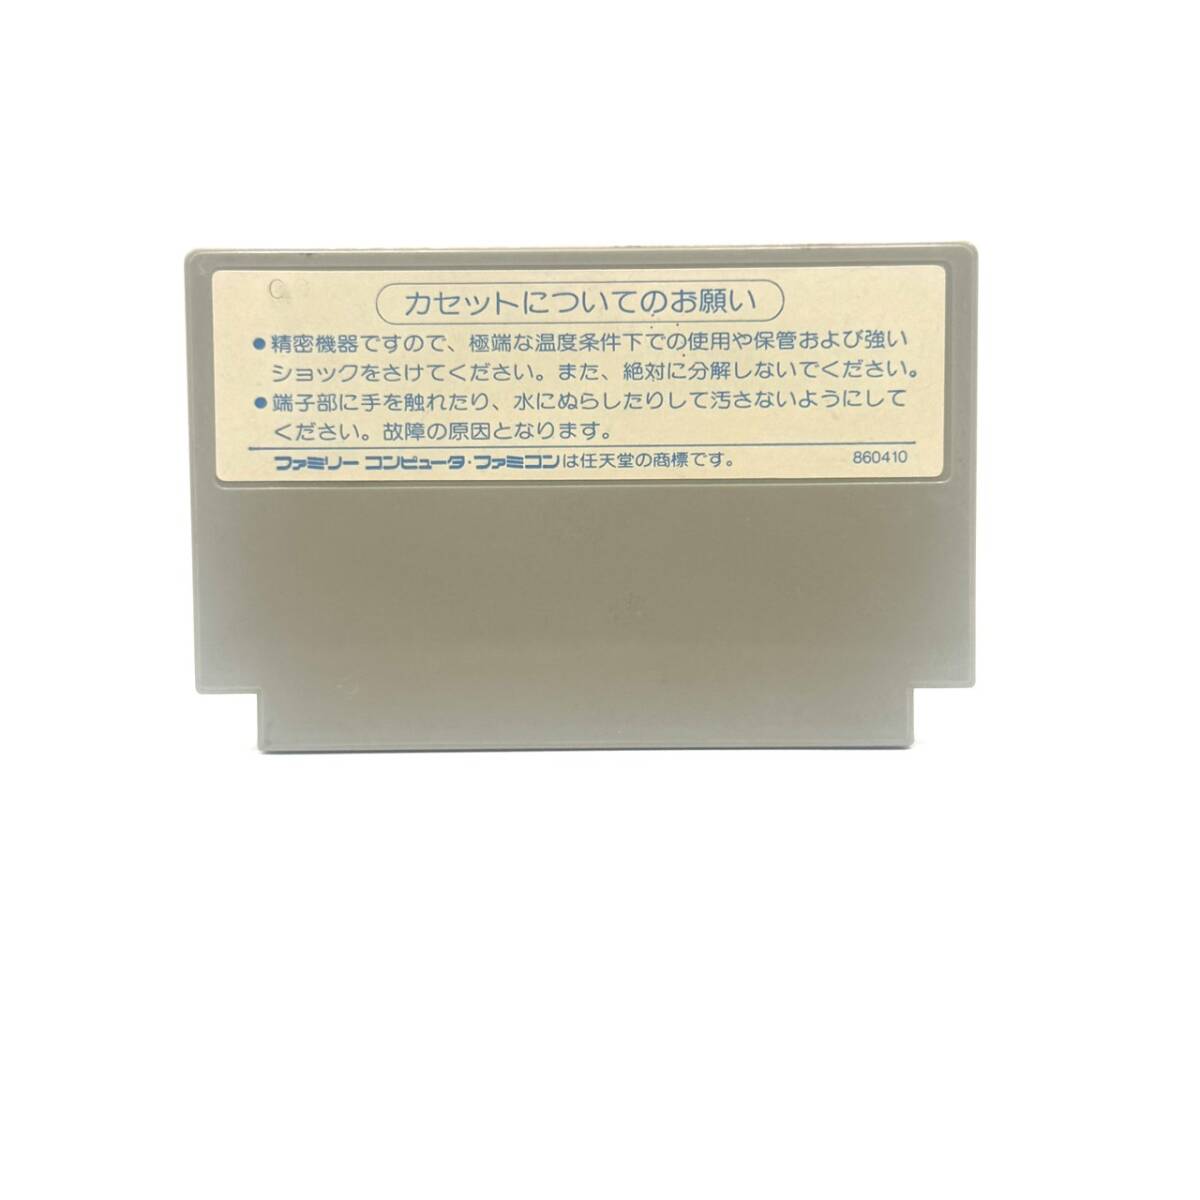 カセットについてのお願い
●精密機器ですので、極端な温度条件下での使用や保管および強い
ショックをさけてください。また、絶対に分解しないでください。
●端子部に手を触れたり、水にぬらしたりして汚さないようにして
ください。故障の原因となります。
ファミリー コンピュータ・ファミコンは任天堂の商標です。 860410